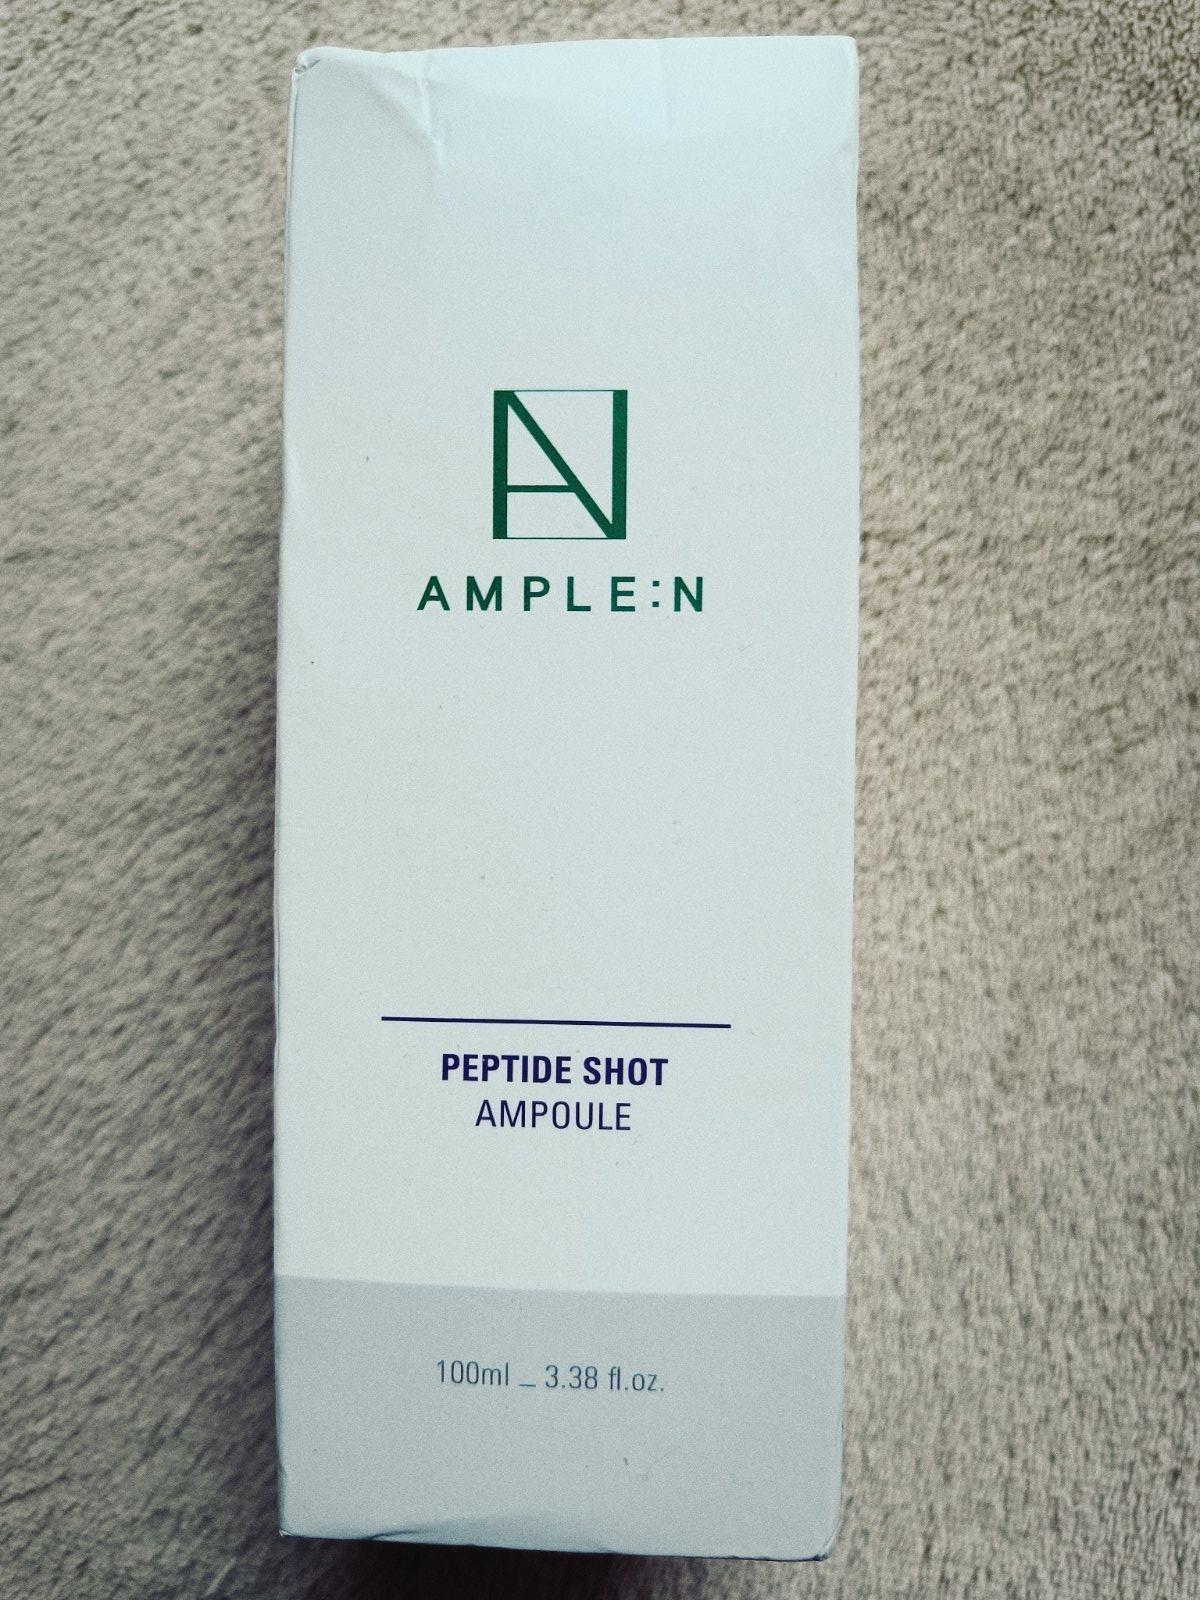 AMPLE:N
PEPTIDE SHOT
AMPOULE
100ml _ 3.38 fl.oz.